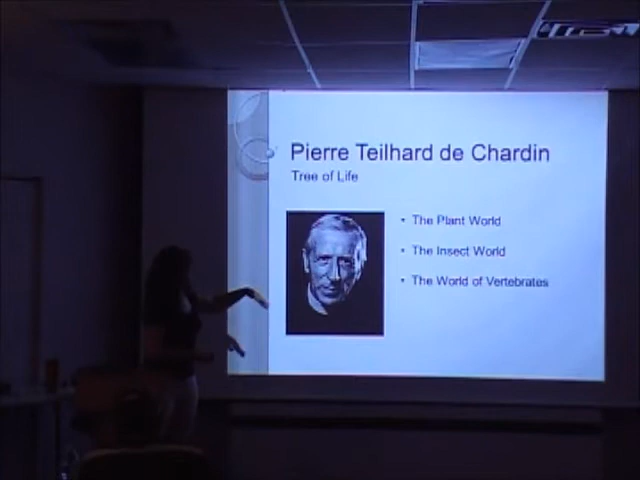 Pierre Teilhard de Chardin
Tree of Life
• The Plant World
• The Insect World
• The World of Vertebrates